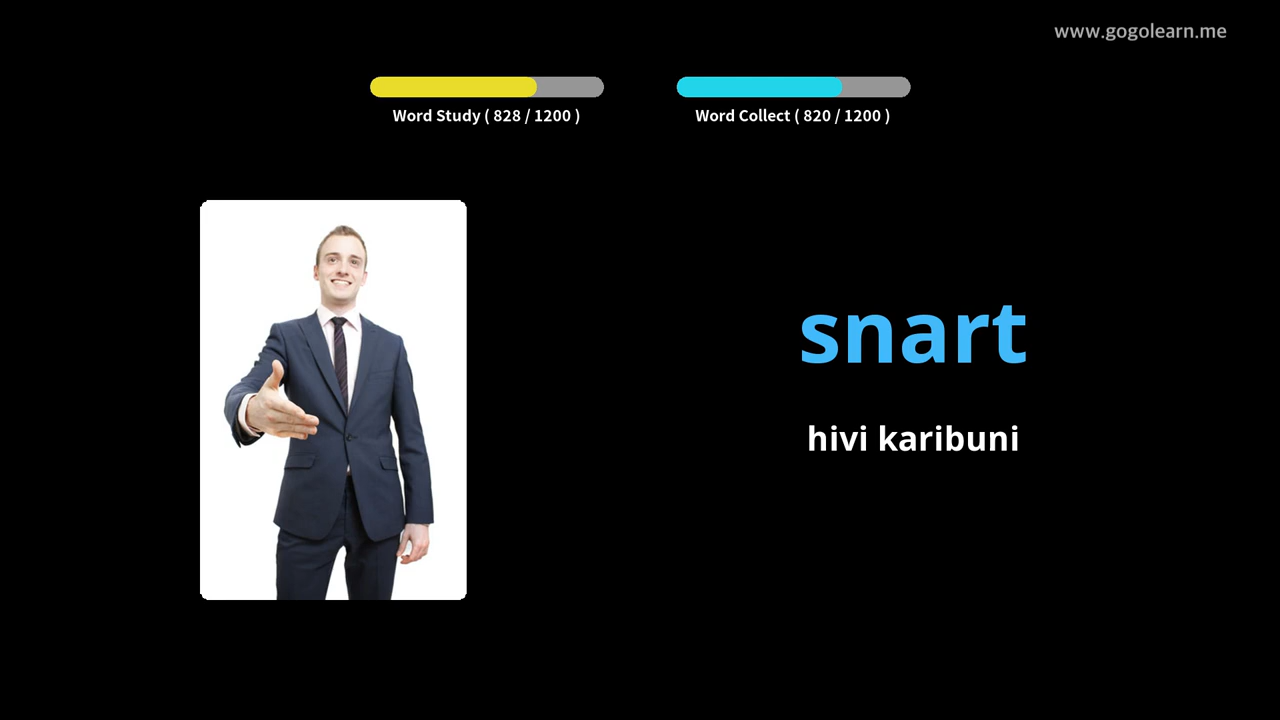 www.gogolearn.me
Word Study ( 828 / 1200 )
Word Collect ( 820 / 1200 )
snart
hivi karibuni